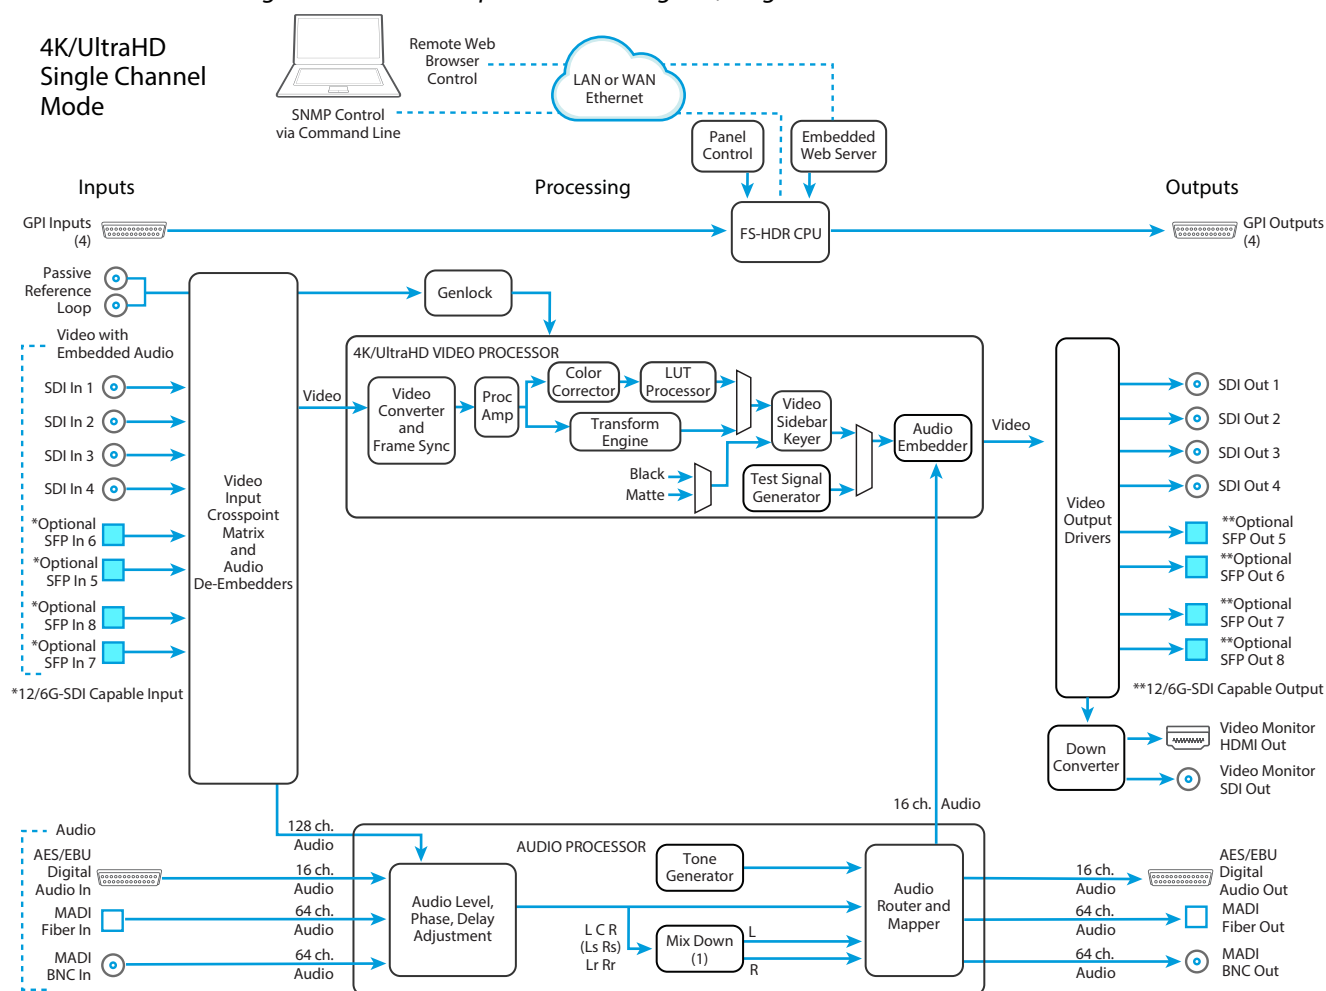 4K/UltraHD
Single Channel
Mode
Remote Web
Browser
Control
SNMP Control
via Command Line
LAN or WAN
Ethernet
Panel
Control
Embedded
Web Server
Inputs
Processing
Outputs
GPI Inputs
(4)
FS-HDR CPU
GPI Outputs
(4)
Passive
Reference
Loop
Genlock
Video with
Embedded Audio
SDI In 1
SDI In 2
SDI In 3
SDI In 4
*Optional
SFP In 6
*Optional
SFP In 5
*Optional
SFP In 8
*Optional
SFP In 7
*12/6G-SDI Capable Input
Video
Input
Crosspoint
Matrix
and
Audio
De-Embedders
Video
4K/UltraHD VIDEO PROCESSOR
Video
Converter
and
Frame Sync
Proc
Amp
Color
Corrector
LUT
Processor
Transform
Engine
Black
Matte
Video
Sidebar
Keyer
Test Signal
Generator
Audio
Embedder
Video
Video
Output
Drivers
SDI Out 1
SDI Out 2
SDI Out 3
SDI Out 4
**Optional
SFP Out 5
**Optional
SFP Out 6
**Optional
SFP Out 7
**Optional
SFP Out 8
**12/6G-SDI Capable Output
Down
Converter
Video Monitor
HDMI Out
Video Monitor
SDI Out
16 ch. Audio
Audio
AES/EBU
Digital
Audio In
MADI
Fiber In
MADI
BNC In
128 ch.
Audio
16 ch.
Audio
64 ch.
Audio
64 ch.
Audio
AUDIO PROCESSOR
Audio Level,
Phase, Delay
Adjustment
Tone
Generator
L C R
(Ls Rs)
Lr Rr
Mix Down
(1)
L
R
Audio
Router and
Mapper
16 ch.
Audio
64 ch.
Audio
64 ch.
Audio
AES/EBU
Digital
Audio Out
MADI
Fiber Out
MADI
BNC Out